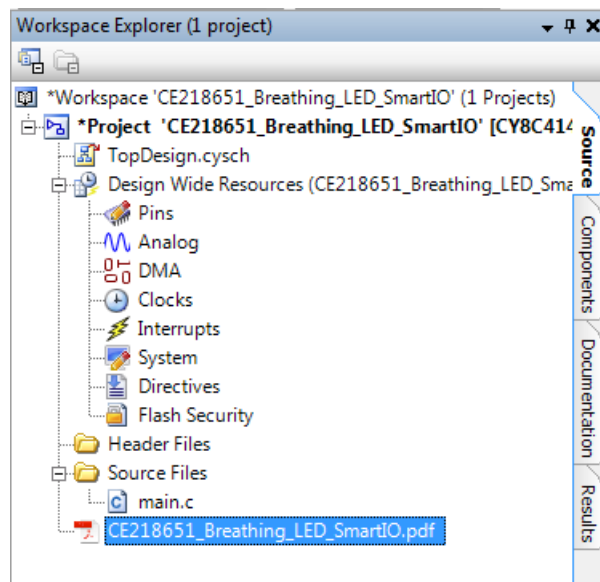 Workspace Explorer (1 project)
*Workspace 'CE218651_Breathing_LED_SmartIO' (1 Projects)
*Project 'CE218651_Breathing_LED_SmartIO' [CY8C414
TopDesign.cysch
Design Wide Resources (CE218651_Breathing_LED_Sma
Pins
Analog
DMA
Clocks
Interrupts
System
Directives
Flash Security
Header Files
Source Files
main.c
CE218651_Breathing_LED_SmartIO.pdf
Source
Components
Documentation
Results